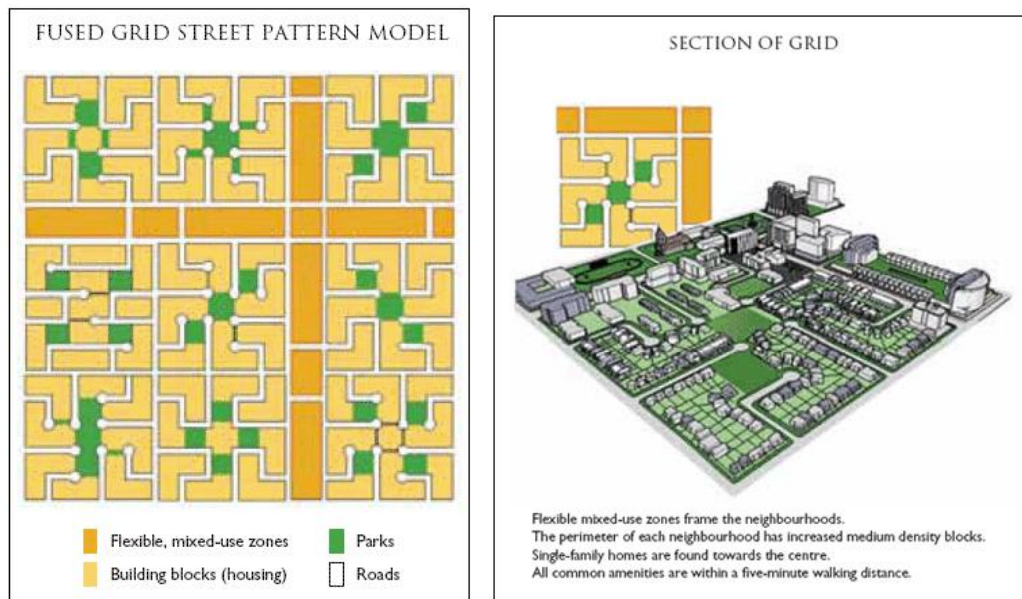 FUSED GRID STREET PATTERN MODEL
Flexible, mixed-use zones
Parks
Building blocks (housing)
Roads
SECTION OF GRID
Flexible mixed-use zones frame the neighbourhoods.
The perimeter of each neighbourhood has increased medium density blocks.
Single-family homes are found towards the centre.
All common amenities are within a five-minute walking distance.